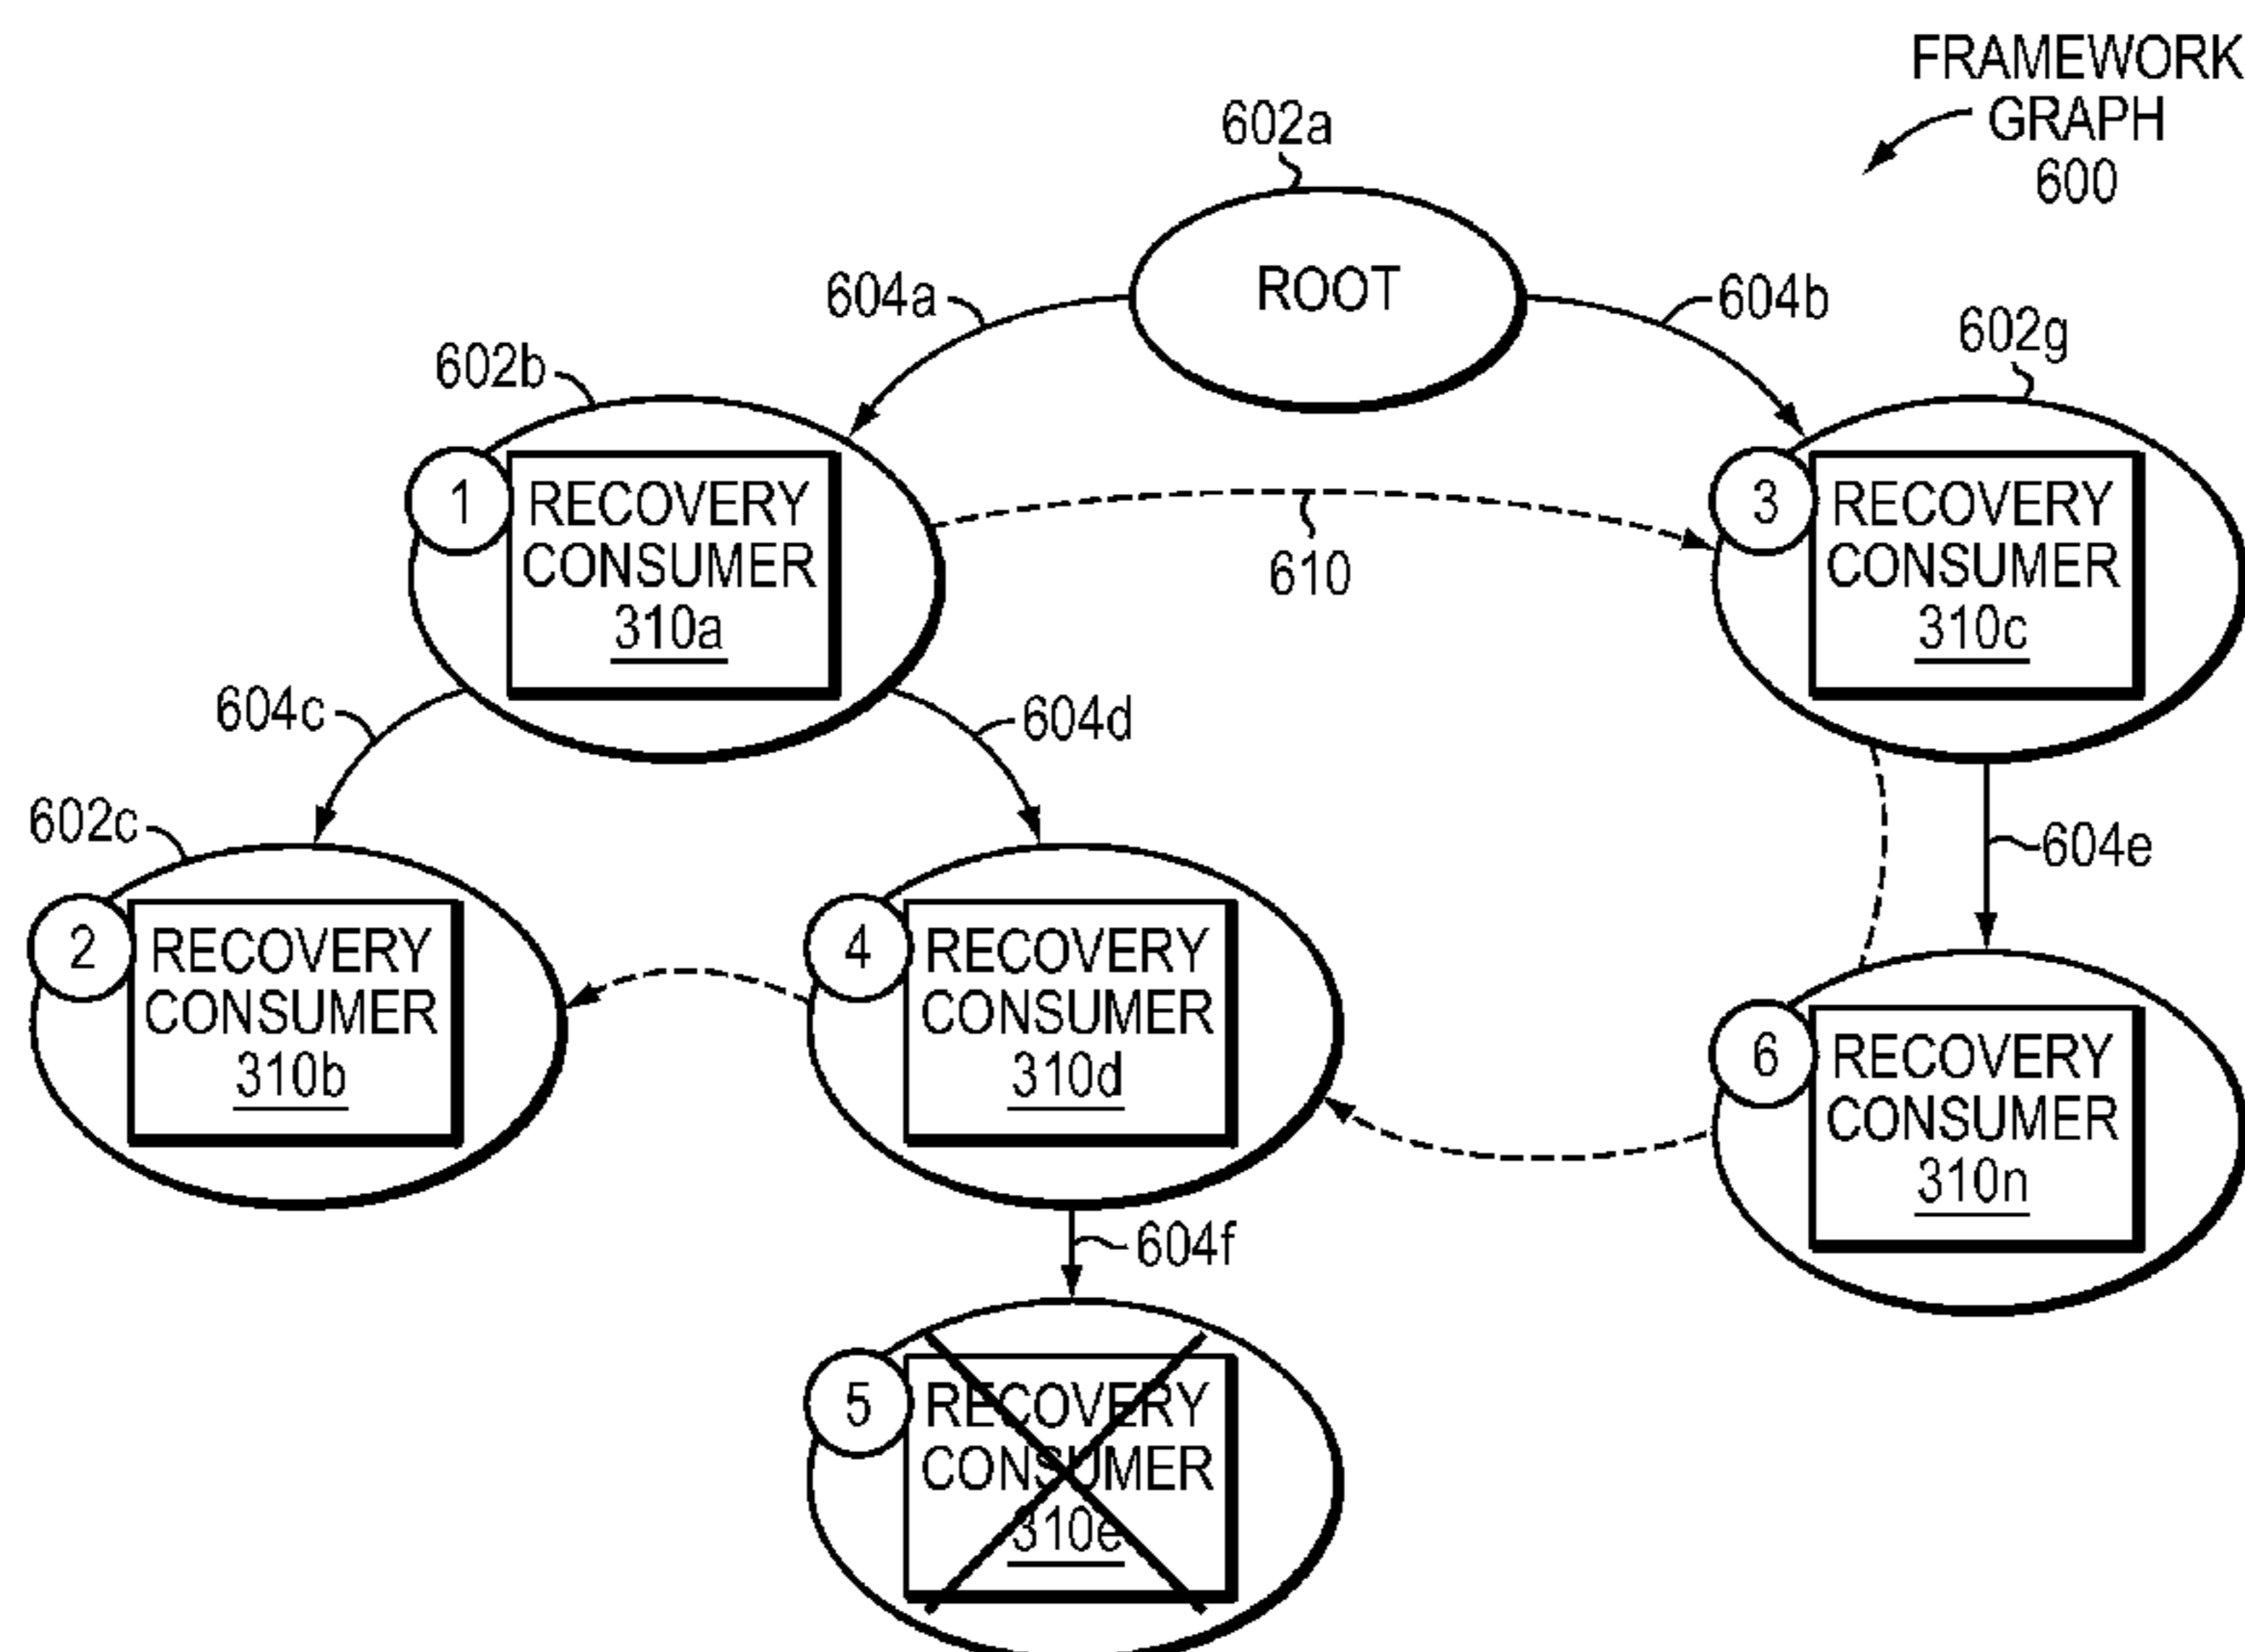 FRAMEWORK
GRAPH
600
602a
ROOT
604a
604b
602b
602g
1
RECOVERY
CONSUMER
310a
610
3
RECOVERY
CONSUMER
310c
604c
604d
602c
604e
2
RECOVERY
CONSUMER
310b
4
RECOVERY
CONSUMER
310d
6
RECOVERY
CONSUMER
310n
604f
5
RECOVERY
CONSUMER
310e